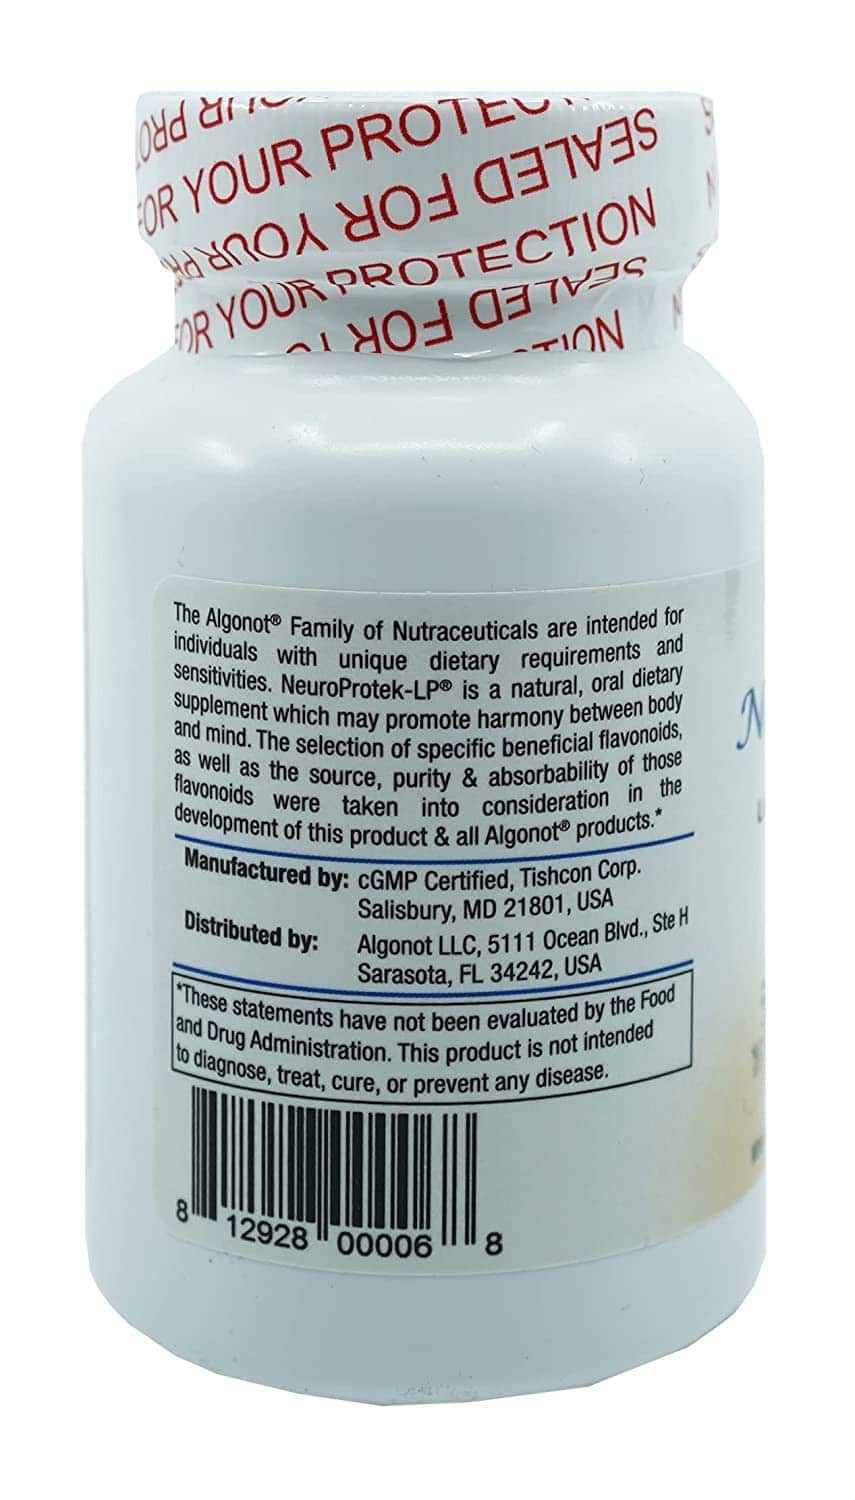 FOR YOUR PROTECTION
SEALED FOR YOUR
FOR YOUR PROTECTION
SEALED FOR
The Algonot® Family of Nutraceuticals are intended for
individuals with unique dietary requirements and
sensitivities. NeuroProtek-LP® is a natural, oral dietary
supplement which may promote harmony between body
and mind. The selection of specific beneficial flavonoids,
as well as the source, purity & absorbability of those
flavonoids were taken into consideration in the
development of this product & all Algonot® products.*
Manufactured by: cGMP Certified, Tishcon Corp.
Salisbury, MD 21801, USA
Distributed by: Algonot LLC, 5111 Ocean Blvd., Ste H
Sarasota, FL 34242, USA
*These statements have not been evaluated by the Food
and Drug Administration. This product is not intended
to diagnose, treat, cure, or prevent any disease.
8 12928 00006 8